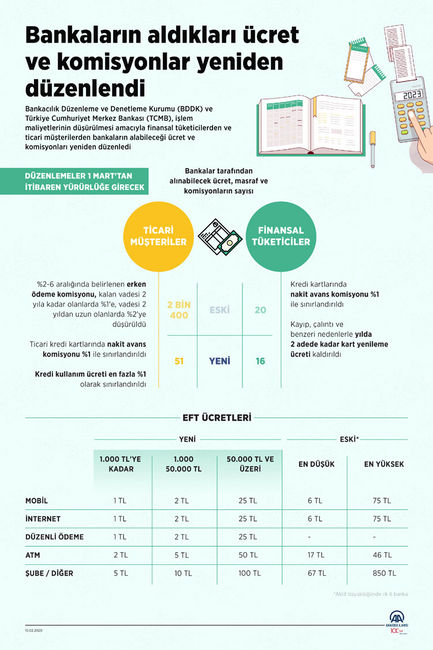 Bankaların aldıkları ücret
ve komisyonlar yeniden
düzenlendi
Bankacılık Düzenleme ve Denetleme Kurumu (BDDK) ve
Türkiye Cumhuriyet Merkez Bankası (TCMB), işlem
maliyetlerinin düşürülmesi amacıyla finansal tüketicilerden ve
ticari müşterilerden bankaların alabileceği ücret ve
komisyonları yeniden düzenledi
2023
DÜZENLEMELER 1 MART'TAN
İTİBAREN YÜRÜRLÜĞE GİRECEK
Bankalar tarafından
alınabilecek ücret, masraf ve
komisyonların sayısı
TİCARİ
MÜŞTERİLER
FİNANSAL
TÜKETİCİLER
%2-6 aralığında belirlenen erken
ödeme komisyonu, kalan vadesi 2
yıla kadar olanlarda %1'e, vadesi 2
yıldan uzun olanlarda %2'ye
düşürüldü
Ticari kredi kartlarında nakit avans
komisyonu %1 ile sınırlandırıldı
Kredi kullanım ücreti en fazla %1
olarak sınırlandırıldı
2 BİN
400
ESKİ
20
51
YENİ
16
Kredi kartlarında
nakit avans komisyonu %1
ile sınırlandırıldı
Kayıp, çalıntı ve
benzeri nedenlerle yılda
2 adede kadar kart yenileme
ücreti kaldırıldı
EFT ÜCRETLERİ
YENİ ESKİ*
1.000 TL'YE
KADAR
1.000
50.000 TL
50.000 TL VE
ÜZERİ
EN DÜŞÜK
EN YÜKSEK
MOBİL 1 TL 2 TL 25 TL 6 TL 75 TL
İNTERNET 1 TL 2 TL 25 TL 6 TL 75 TL
DÜZENLİ ÖDEME 1 TL 2 TL 25 TL - -
ATM 2 TL 5 TL 50 TL 17 TL 46 TL
ŞUBE / DİĞER 5 TL 10 TL 100 TL 67 TL 850 TL
*Aktif büyüklüğünde ilk 6 banka
AA
ANADOLU AJANSI